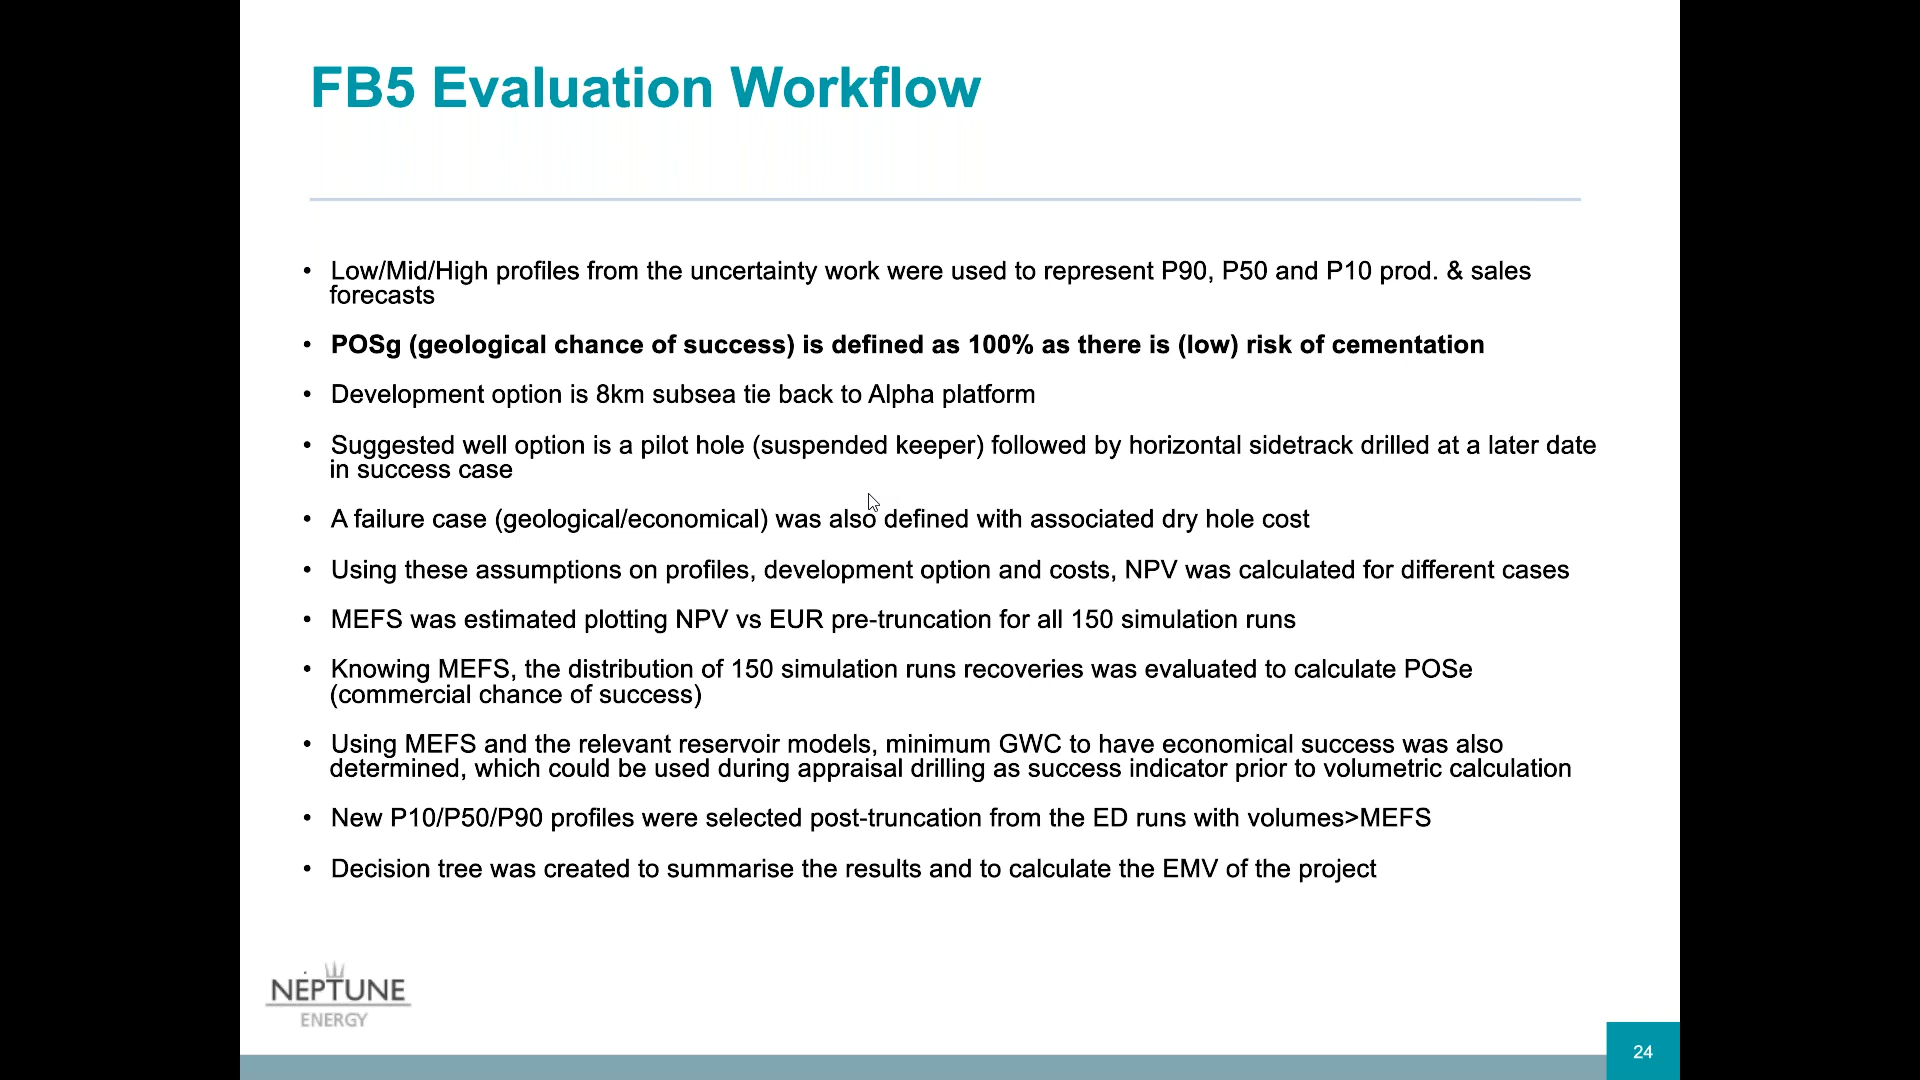 FB5 Evaluation Workflow
• Low/Mid/High profiles from the uncertainty work were used to represent P90, P50 and P10 prod. & sales
forecasts
• POSg (geological chance of success) is defined as 100% as there is (low) risk of cementation
• Development option is 8km subsea tie back to Alpha platform
• Suggested well option is a pilot hole (suspended keeper) followed by horizontal sidetrack drilled at a later date
in success case
• A failure case (geological/economical) was also defined with associated dry hole cost
• Using these assumptions on profiles, development option and costs, NPV was calculated for different cases
• MEFS was estimated plotting NPV vs EUR pre-truncation for all 150 simulation runs
• Knowing MEFS, the distribution of 150 simulation runs recoveries was evaluated to calculate POSe
(commercial chance of success)
• Using MEFS and the relevant reservoir models, minimum GWC to have economical success was also
determined, which could be used during appraisal drilling as success indicator prior to volumetric calculation
• New P10/P50/P90 profiles were selected post-truncation from the ED runs with volumes>MEFS
• Decision tree was created to summarise the results and to calculate the EMV of the project
NEPTUNE
ENERGY
24